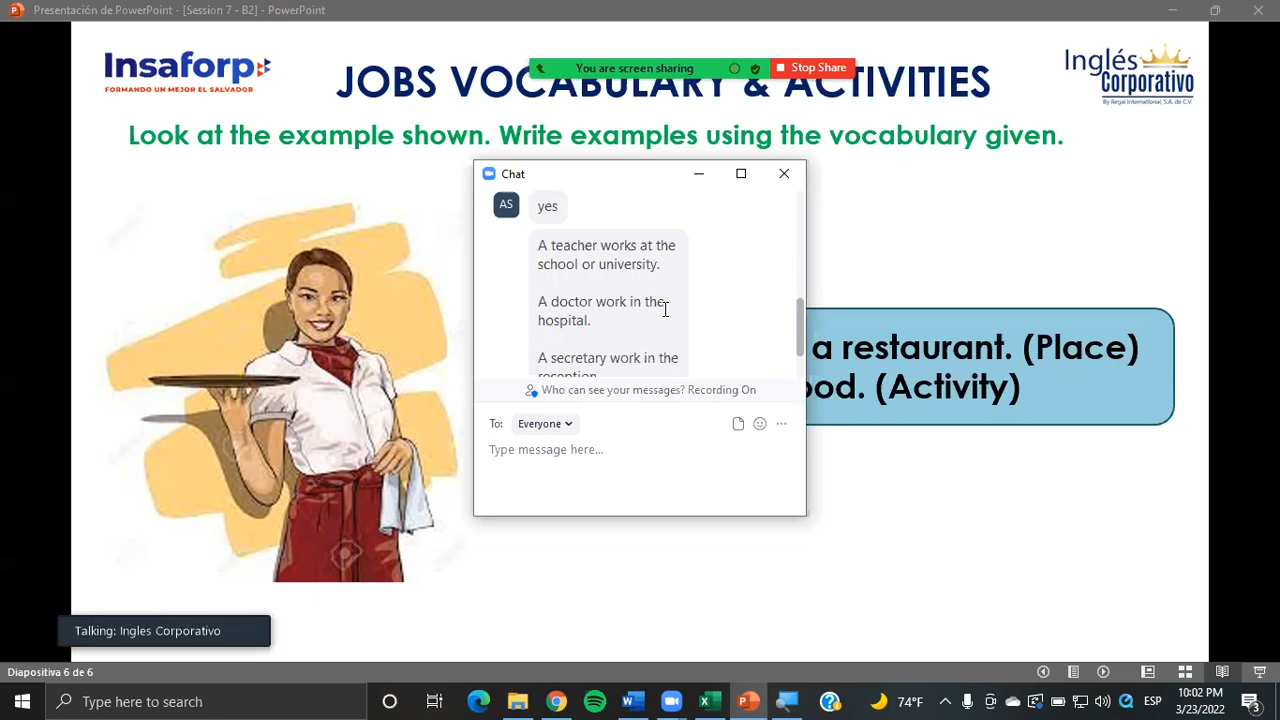 Presentación de PowerPoint - [Session 7 - B2] - PowerPoint
Insaforp
FORMANDO UN MEJOR EL SALVADOR
You are screen sharing
Stop Share
JOBS VOCABULARY & ACTIVITIES
Inglés
Corporativo
By Regal International, S.A. de C.V.
Look at the example shown. Write examples using the vocabulary given.
Chat
AS
yes
A teacher works at the
school or university.
A doctor work in the
hospital.
A secretary work in the
reception
a restaurant. (Place)
ood. (Activity)
Who can see your messages? Recording On
To: Everyone
Type message here...
Talking: Ingles Corporativo
Diapositiva 6 de 6
Type here to search
74°F
ESP
10:02 PM
3/23/2022
3